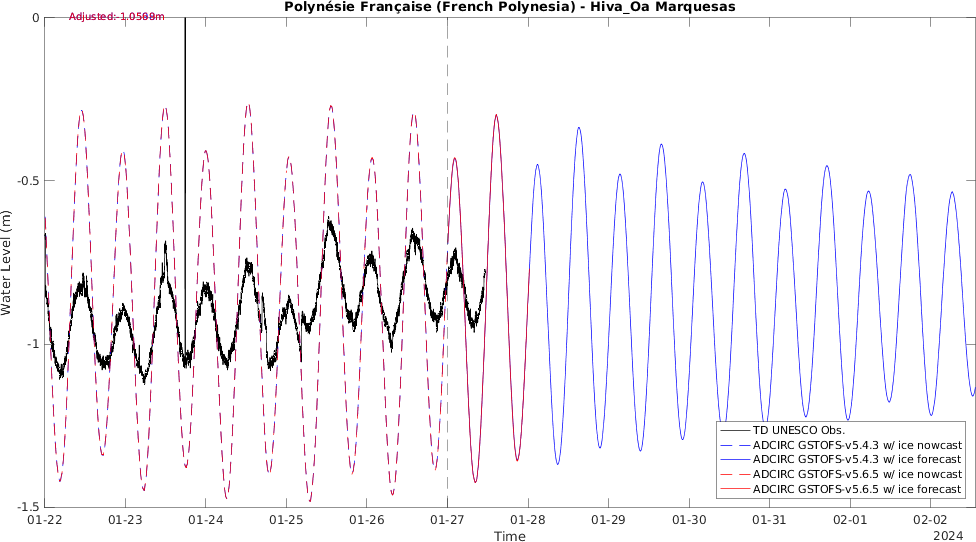 Polynésie Française (French Polynesia) - Hiva_Oa Marquesas
0
-0.5
-1
-1.5
Water Level (m)
01-22 01-23 01-24 01-25 01-26 01-27 01-28 01-29 01-30 01-31 02-01 02-02
2024
Time
TD UNESCO Obs.
ADCIRC GSTOFS-v5.4.3 w/ ice nowcast
ADCIRC GSTOFS-v5.4.3 w/ ice forecast
ADCIRC GSTOFS-v5.6.5 w/ ice nowcast
ADCIRC GSTOFS-v5.6.5 w/ ice forecast